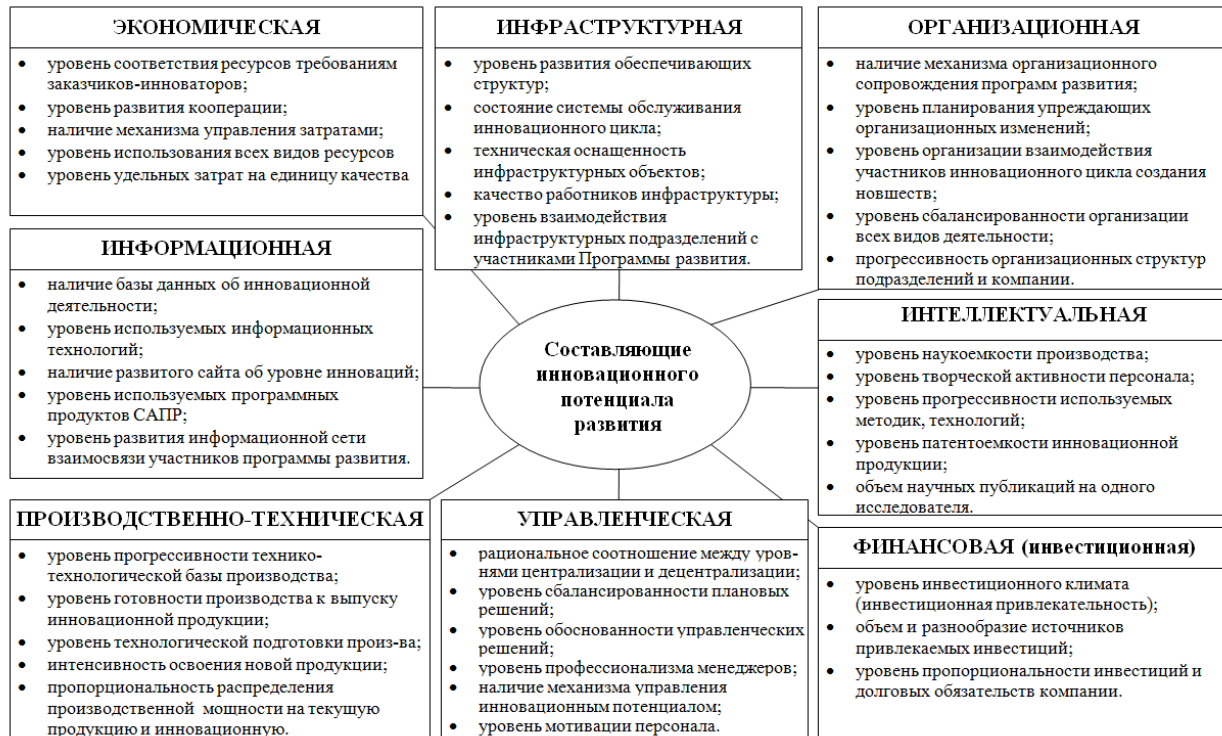 ЭКОНОМИЧЕСКАЯ
• уровень соответствия ресурсов требованиям
заказчиков-инноваторов;
• уровень развития кооперации;
• наличие механизма управления затратами;
• уровень использования всех видов ресурсов
• уровень удельных затрат на единицу качества
ИНФРАСТРУКТУРНАЯ
• уровень развития обеспечивающих
структур;
• состояние системы обслуживания
инновационного цикла;
• техническая оснащенность
инфраструктурных объектов;
• качество работников инфраструктуры;
• уровень взаимодействия
инфраструктурных подразделений с
участниками Программы развития.
ОРГАНИЗАЦИОННАЯ
• наличие механизма организационного
сопровождения программ развития;
• уровень планирования упреждающих
организационных изменений;
• уровень организации взаимодействия
участников инновационного цикла создания
новшеств;
• уровень сбалансированности организации
всех видов деятельности;
• прогрессивность организационных структур
подразделений и компании.
ИНФОРМАЦИОННАЯ
• наличие базы данных об инновационной
деятельности;
• уровень используемых информационных
технологий;
• наличие развитого сайта об уровне инноваций;
• уровень используемых программных
продуктов САПР;
• уровень развития информационной сети
взаимосвязи участников программы развития.
Составляющие
инновационного
потенциала
развития
ИНТЕЛЛЕКТУАЛЬНАЯ
• уровень наукоемкости производства;
• уровень творческой активности персонала;
• уровень прогрессивности используемых
методик, технологий;
• уровень патентоемкости инновационной
продукции;
• объем научных публикаций на одного
исследователя.
ПРОИЗВОДСТВЕННО-ТЕХНИЧЕСКАЯ
• уровень прогрессивности технико-
технологической базы производства;
• уровень готовности производства к выпуску
инновационной продукции;
• уровень технологической подготовки произ-ва;
• интенсивность освоения новой продукции;
• пропорциональность распределения
производственной мощности на текущую
продукцию и инновационную.
УПРАВЛЕНЧЕСКАЯ
• рациональное соотношение между уров-
нями централизации и децентрализации;
• уровень сбалансированности плановых
решений;
• уровень обоснованности управленческих
решений;
• уровень профессионализма менеджеров;
• наличие механизма управления
инновационным потенциалом;
• уровень мотивации персонала.
ФИНАНСОВАЯ (инвестиционная)
• уровень инвестиционного климата
(инвестиционная привлекательность);
• объем и разнообразие источников
привлекаемых инвестиций;
• уровень пропорциональности инвестиций и
долговых обязательств компании.